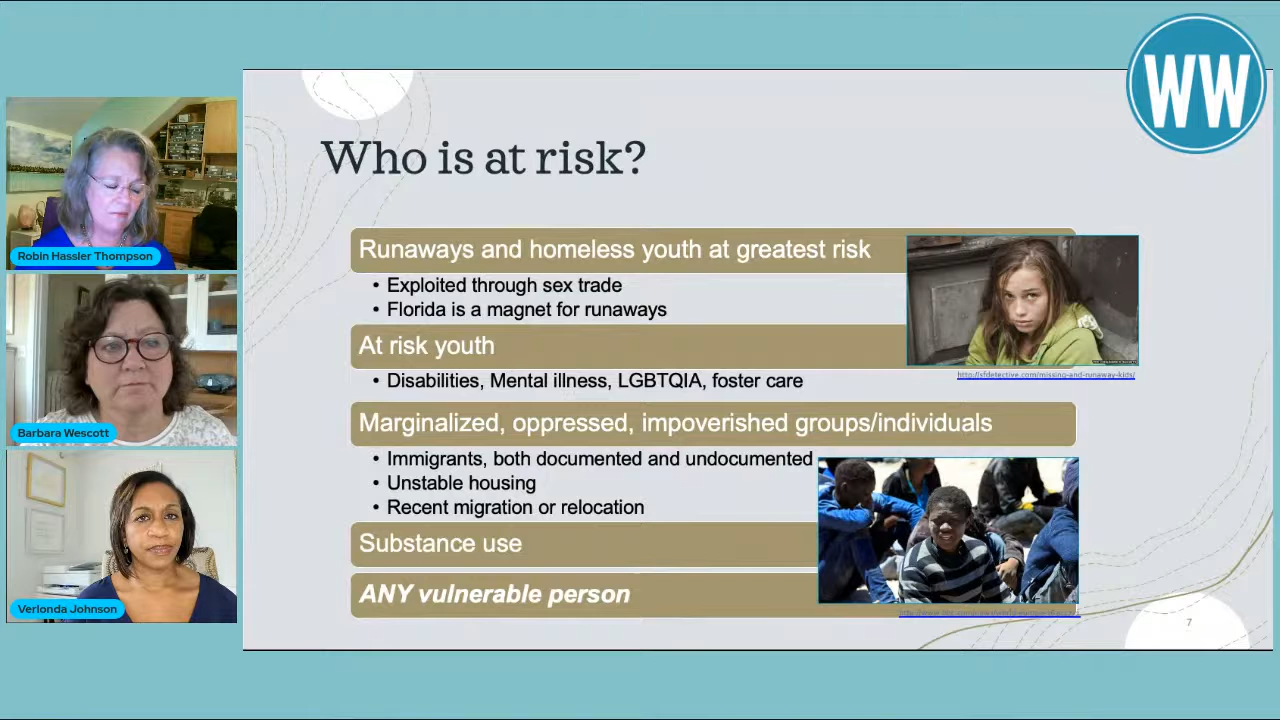 WW
Who is at risk?
Runaways and homeless youth at greatest risk
• Exploited through sex trade
• Florida is a magnet for runaways
At risk youth
• Disabilities, Mental illness, LGBTQIA, foster care
http://sfdetective.com/missing-and-runaway-kids/
Marginalized, oppressed, impoverished groups/individuals
• Immigrants, both documented and undocumented
• Unstable housing
• Recent migration or relocation
Substance use
ANY vulnerable person
7
Robin Hassler Thompson
Barbara Wescott
Verlonda Johnson